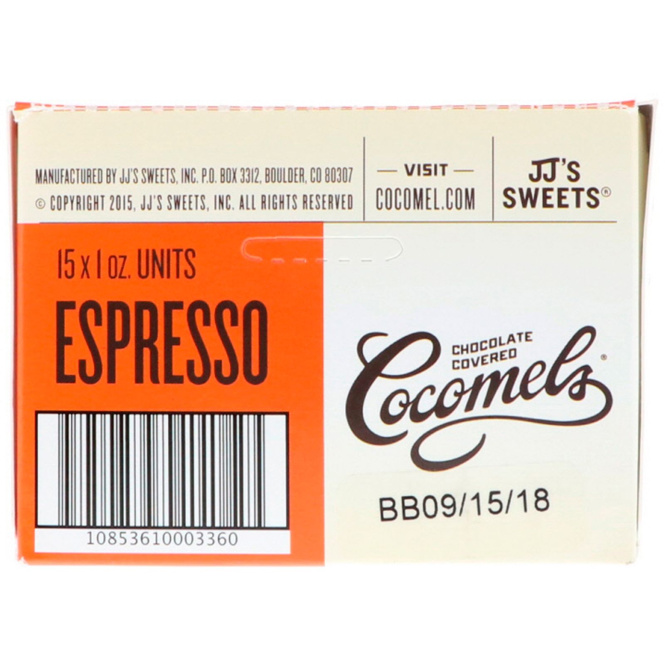 MANUFACTURED BY JJ'S SWEETS, INC. P.O. BOX 3312, BOULDER, CO 80307
© COPYRIGHT 2015, JJ'S SWEETS, INC. ALL RIGHTS RESERVED
— VISIT —
COCOMEL.COM
JJ'S
SWEETS®
15 x 1 oz. UNITS
ESPRESSO
10853610003360
CHOCOLATE
COVERED
Cocomels®
BB09/15/18